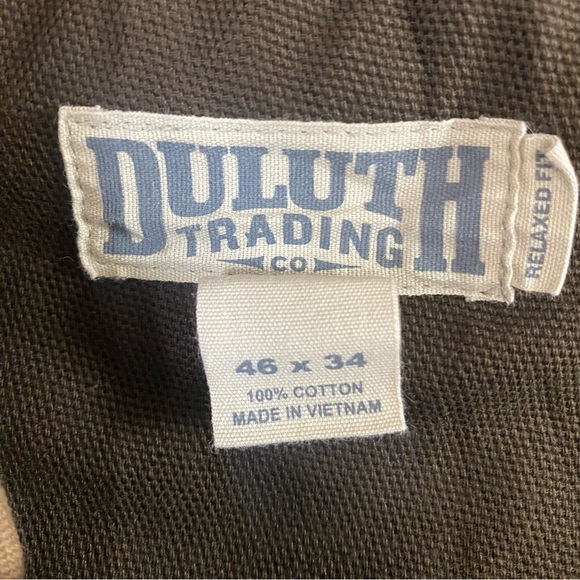 DULUTH
TRADING
CO
RELAXED FIT
46 x 34
100% COTTON
MADE IN VIETNAM